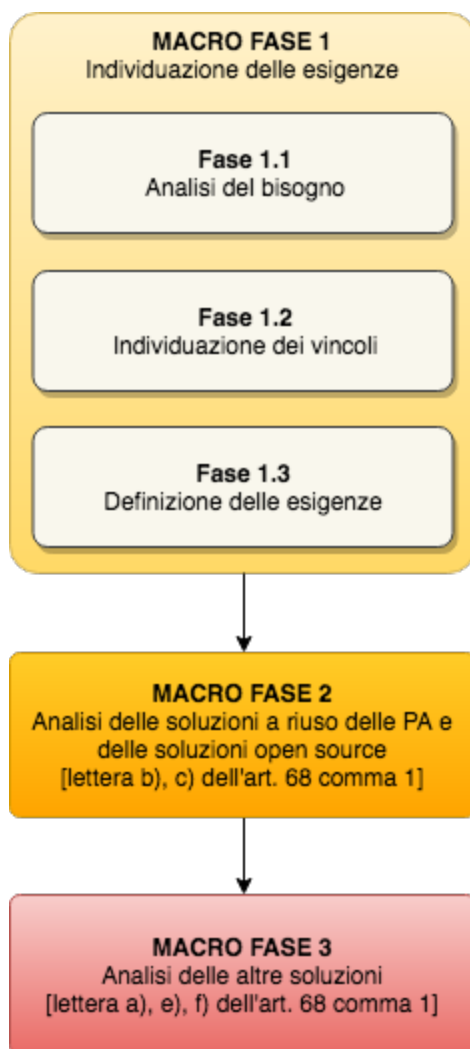 MACRO FASE 1
Individuazione delle esigenze
Fase 1.1
Analisi del bisogno
Fase 1.2
Individuazione dei vincoli
Fase 1.3
Definizione delle esigenze
MACRO FASE 2
Analisi delle soluzioni a riuso delle PA e
delle soluzioni open source
[lettera b), c) dell'art. 68 comma 1]
MACRO FASE 3
Analisi delle altre soluzioni
[lettera a), e), f) dell'art. 68 comma 1]